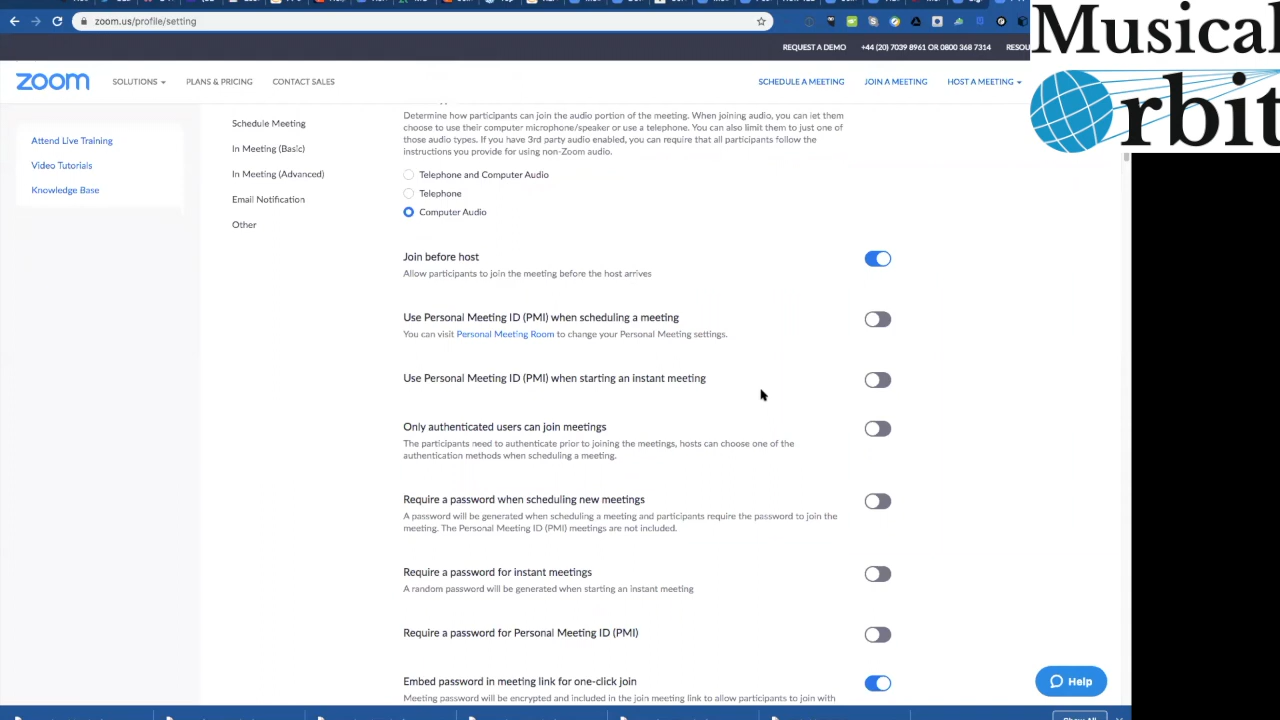 zoom.us/profile/setting
Musical
Orbit
REQUEST A DEMO
+44 (20) 7039 8961 OR 0800 368 7314
RESOU
zoom
SOLUTIONS
PLANS & PRICING
CONTACT SALES
SCHEDULE A MEETING
JOIN A MEETING
HOST A MEETING
Attend Live Training
Video Tutorials
Knowledge Base
Schedule Meeting
In Meeting (Basic)
In Meeting (Advanced)
Email Notification
Other
Determine how participants can join the audio portion of the meeting. When joining audio, you can let them
choose to use their computer microphone/speaker or use a telephone. You can also limit them to just one of
those audio types. If you have 3rd party audio enabled, you can require that all participants follow the
instructions you provide for using non-Zoom audio.
Telephone and Computer Audio
Telephone
Computer Audio
Join before host
Allow participants to join the meeting before the host arrives
Use Personal Meeting ID (PMI) when scheduling a meeting
You can visit Personal Meeting Room to change your Personal Meeting settings.
Use Personal Meeting ID (PMI) when starting an instant meeting
Only authenticated users can join meetings
The participants need to authenticate prior to joining the meetings, hosts can choose one of the
authentication methods when scheduling a meeting.
Require a password when scheduling new meetings
A password will be generated when scheduling a meeting and participants require the password to join the
meeting. The Personal Meeting ID (PMI) meetings are not included.
Require a password for instant meetings
A random password will be generated when starting an instant meeting
Require a password for Personal Meeting ID (PMI)
Embed password in meeting link for one-click join
Meeting password will be encrypted and included in the join meeting link to allow participants to join with
Help
Show All